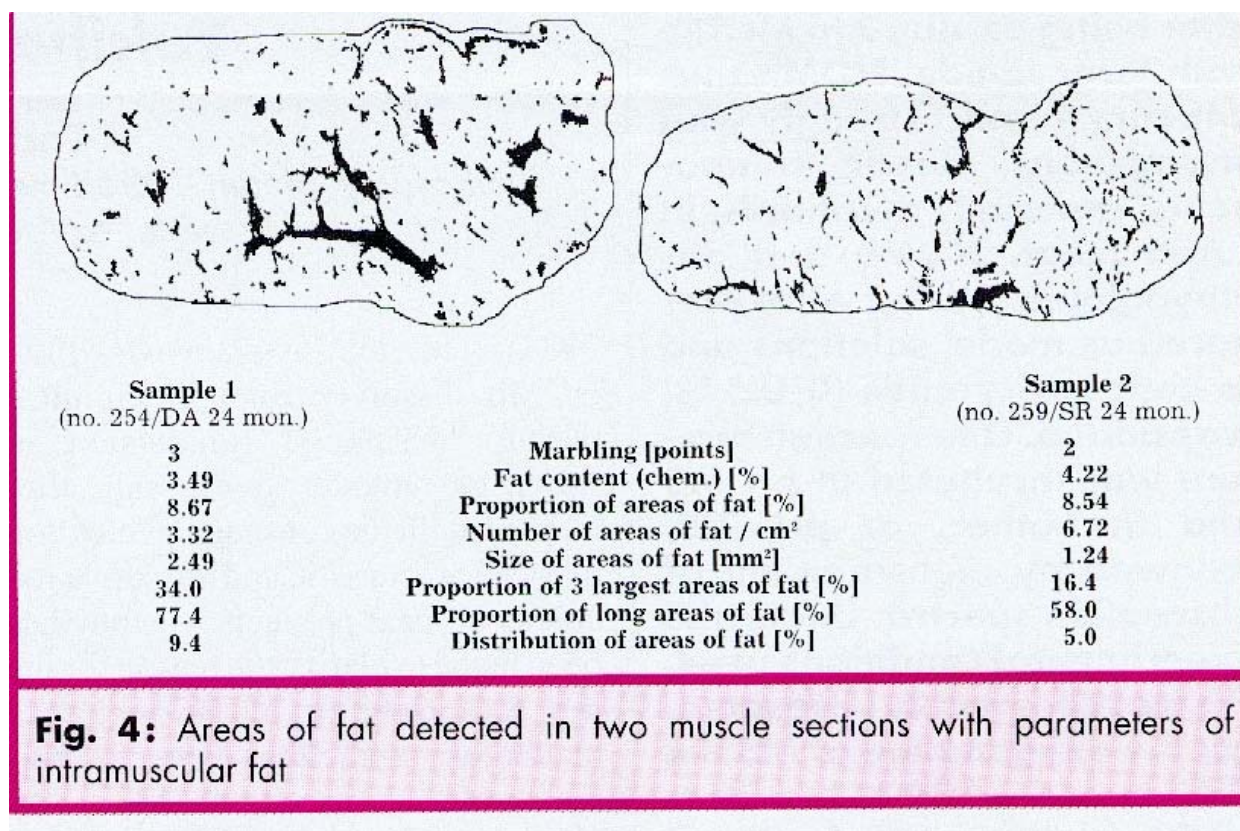 Sample 1
(no. 254/DA 24 mon.)
Sample 2
(no. 259/SR 24 mon.)
3 Marbling [points] 2
3.49 Fat content (chem.) [%] 4.22
8.67 Proportion of areas of fat [%] 8.54
3.32 Number of areas of fat / cm² 6.72
2.49 Size of areas of fat [mm²] 1.24
34.0 Proportion of 3 largest areas of fat [%] 16.4
77.4 Proportion of long areas of fat [%] 58.0
9.4 Distribution of areas of fat [%] 5.0
Fig. 4: Areas of fat detected in two muscle sections with parameters of
intramuscular fat